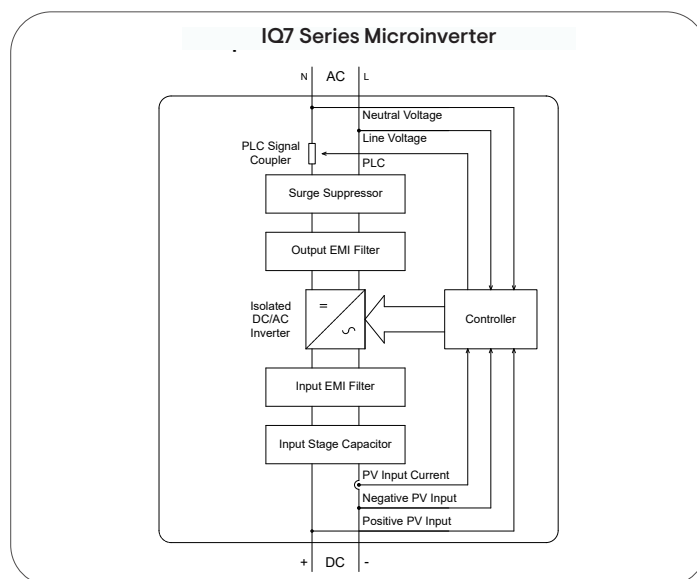 IQ7 Series Microinverter
N AC L
Neutral Voltage
Line Voltage
PLC Signal
Coupler
PLC
Surge Suppressor
Output EMI Filter
Isolated
DC/AC
Inverter
=
∿
Controller
Input EMI Filter
Input Stage Capacitor
PV Input Current
Negative PV Input
Positive PV Input
+ DC -